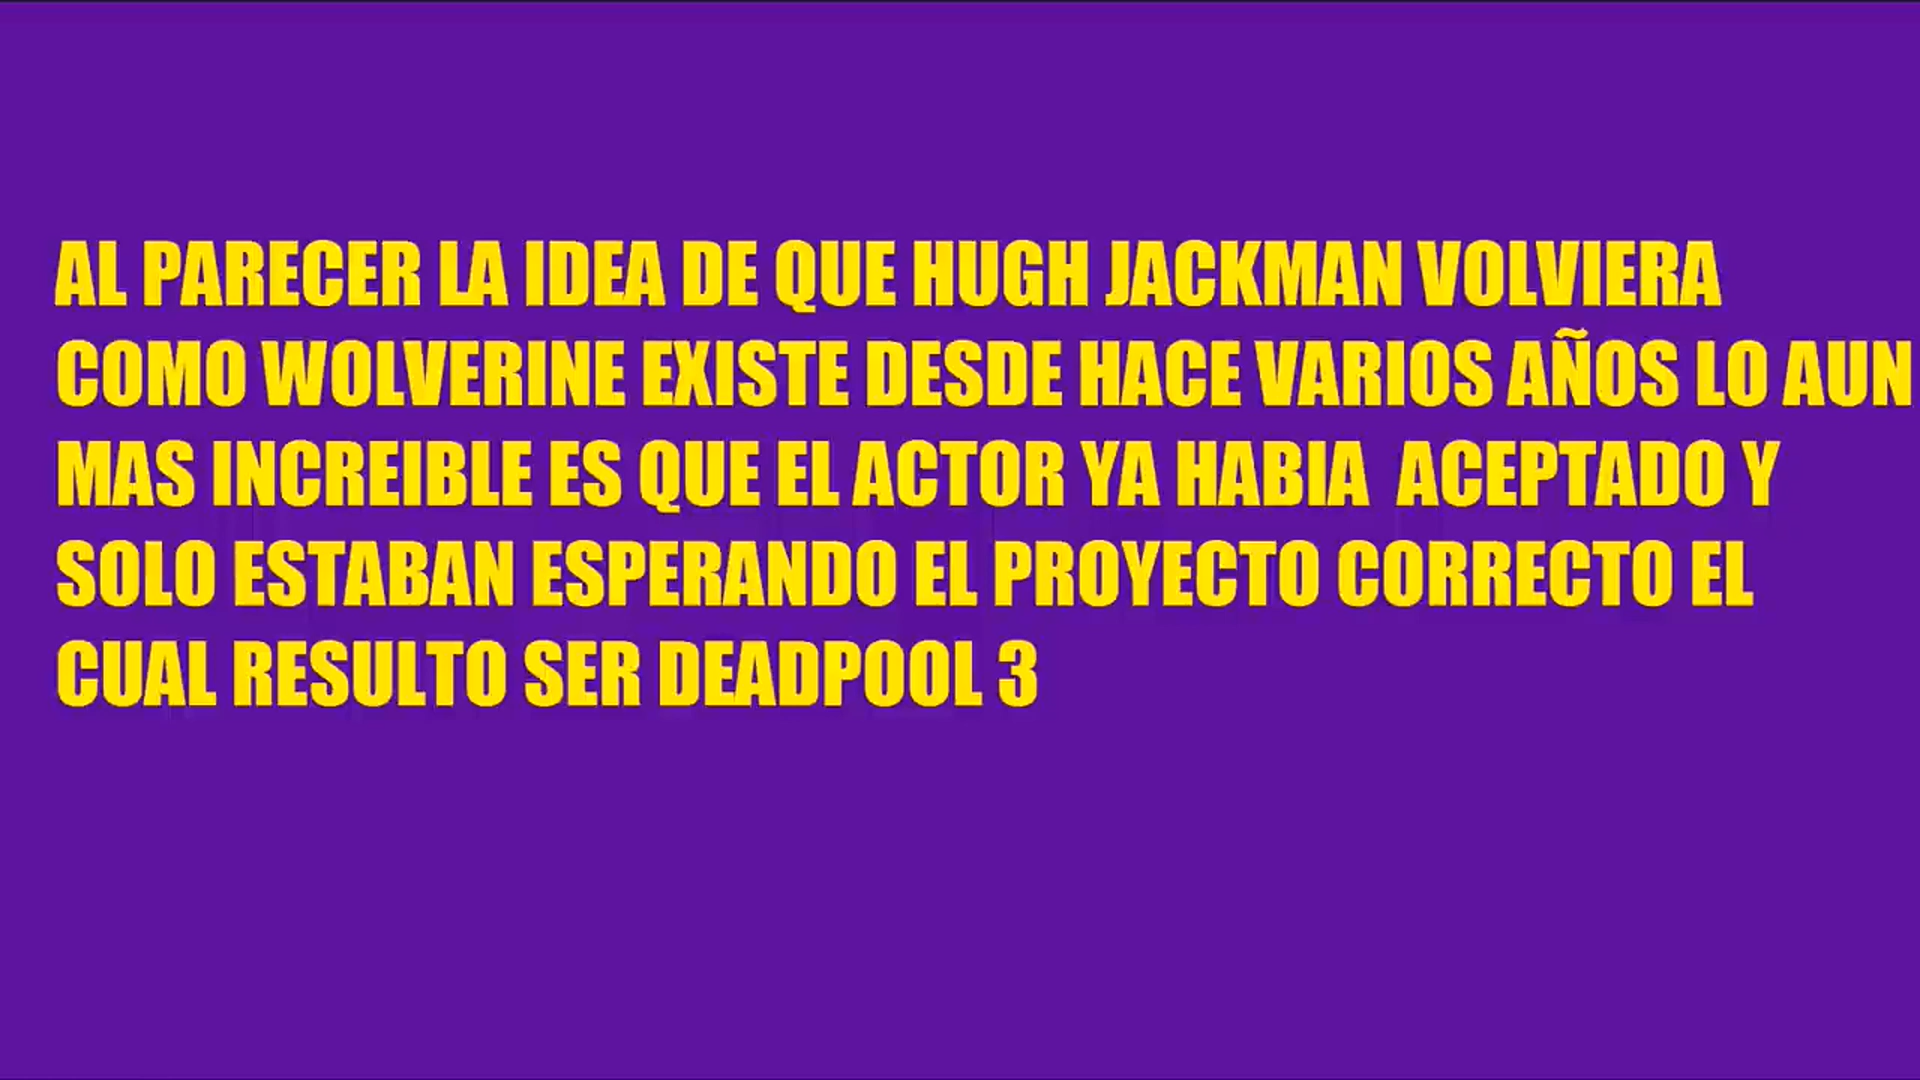 AL PARECER LA IDEA DE QUE HUGH JACKMAN VOLVIERA
COMO WOLVERINE EXISTE DESDE HACE VARIOS AÑOS LO AUN
MAS INCREIBLE ES QUE EL ACTOR YA HABIA ACEPTADO Y
SOLO ESTABAN ESPERANDO EL PROYECTO CORRECTO EL
CUAL RESULTO SER DEADPOOL 3